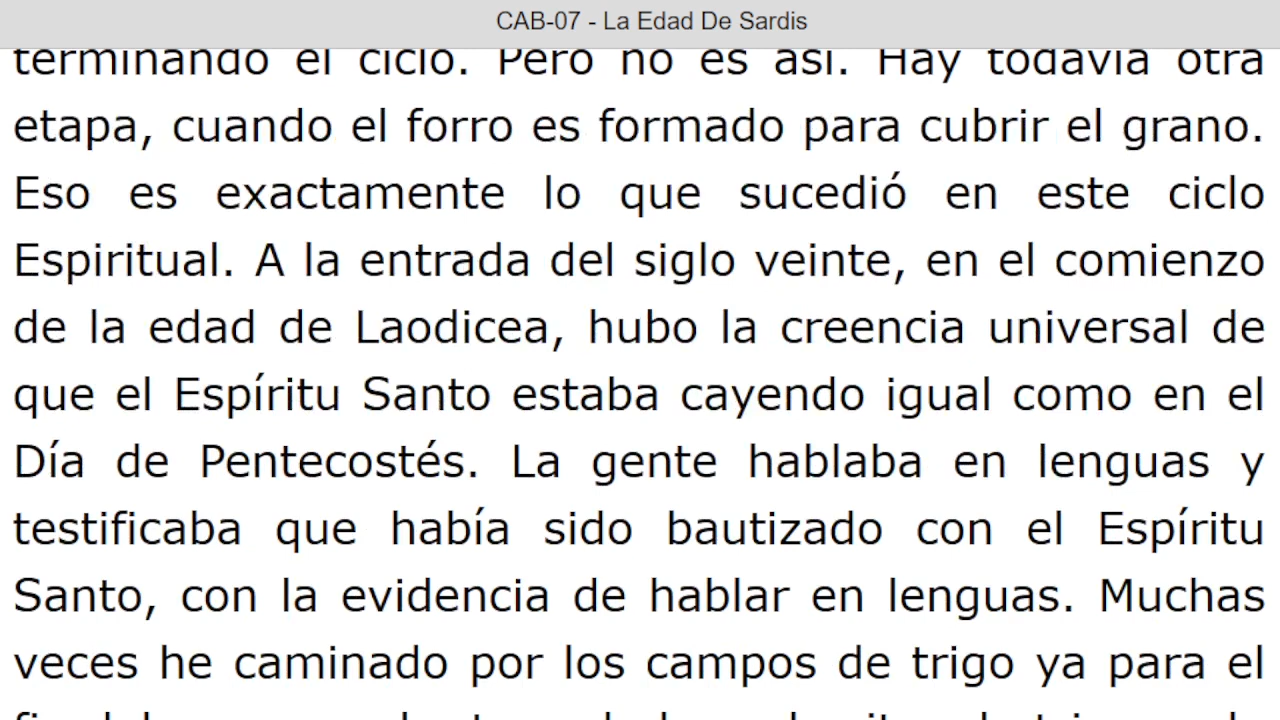 CAB-07 - La Edad De Sardis
terminando el ciclo. Pero no es así. Hay todavía otra
etapa, cuando el forro es formado para cubrir el grano.
Eso es exactamente lo que sucedió en este ciclo
Espiritual. A la entrada del siglo veinte, en el comienzo
de la edad de Laodicea, hubo la creencia universal de
que el Espíritu Santo estaba cayendo igual como en el
Día de Pentecostés. La gente hablaba en lenguas y
testificaba que había sido bautizado con el Espíritu
Santo, con la evidencia de hablar en lenguas. Muchas
veces he caminado por los campos de trigo ya para el